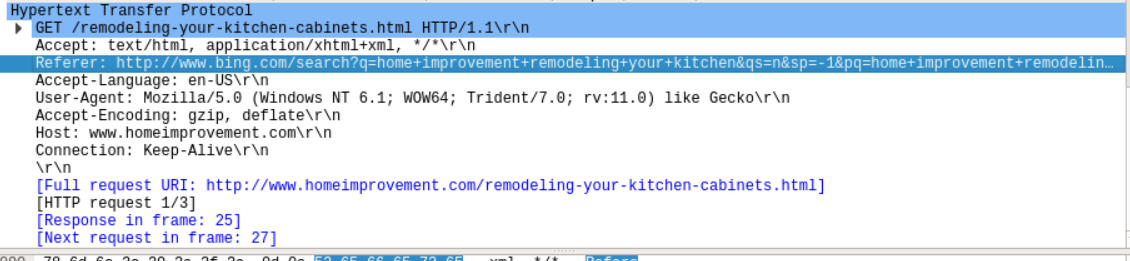 Hypertext Transfer Protocol
GET /remodeling-your-kitchen-cabinets.html HTTP/1.1\r\n
Accept: text/html, application/xhtml+xml, */*\r\n
Referer: http://www.bing.com/search?q=home+improvement+remodeling+your+kitchen&qs=n&sp=-1&pq=home+improvement+remodelin…
Accept-Language: en-US\r\n
User-Agent: Mozilla/5.0 (Windows NT 6.1; WOW64; Trident/7.0; rv:11.0) like Gecko\r\n
Accept-Encoding: gzip, deflate\r\n
Host: www.homeimprovement.com\r\n
Connection: Keep-Alive\r\n
\r\n
[Full request URI: http://www.homeimprovement.com/remodeling-your-kitchen-cabinets.html]
[HTTP request 1/3]
[Response in frame: 25]
[Next request in frame: 27]